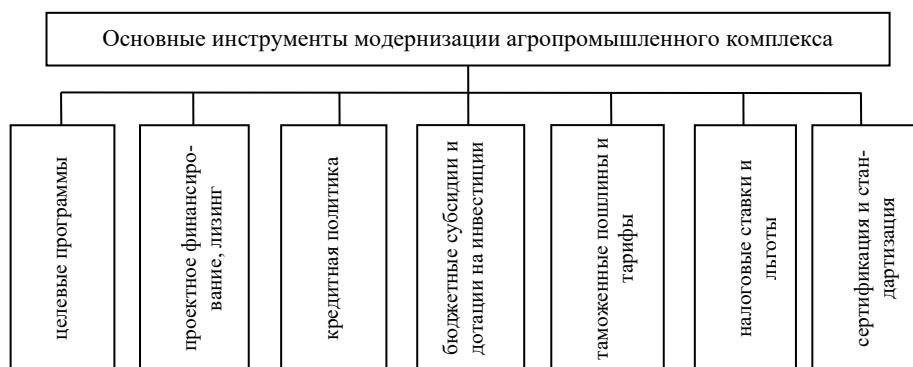 Основные инструменты модернизации агропромышленного комплекса
целевые программы
проектное финансиро-
вание, лизинг
кредитная политика
бюджетные субсидии и
дотации на инвестиции
таможенные пошлины и
тарифы
налоговые ставки и
льготы
сертификация и стан-
дартизация